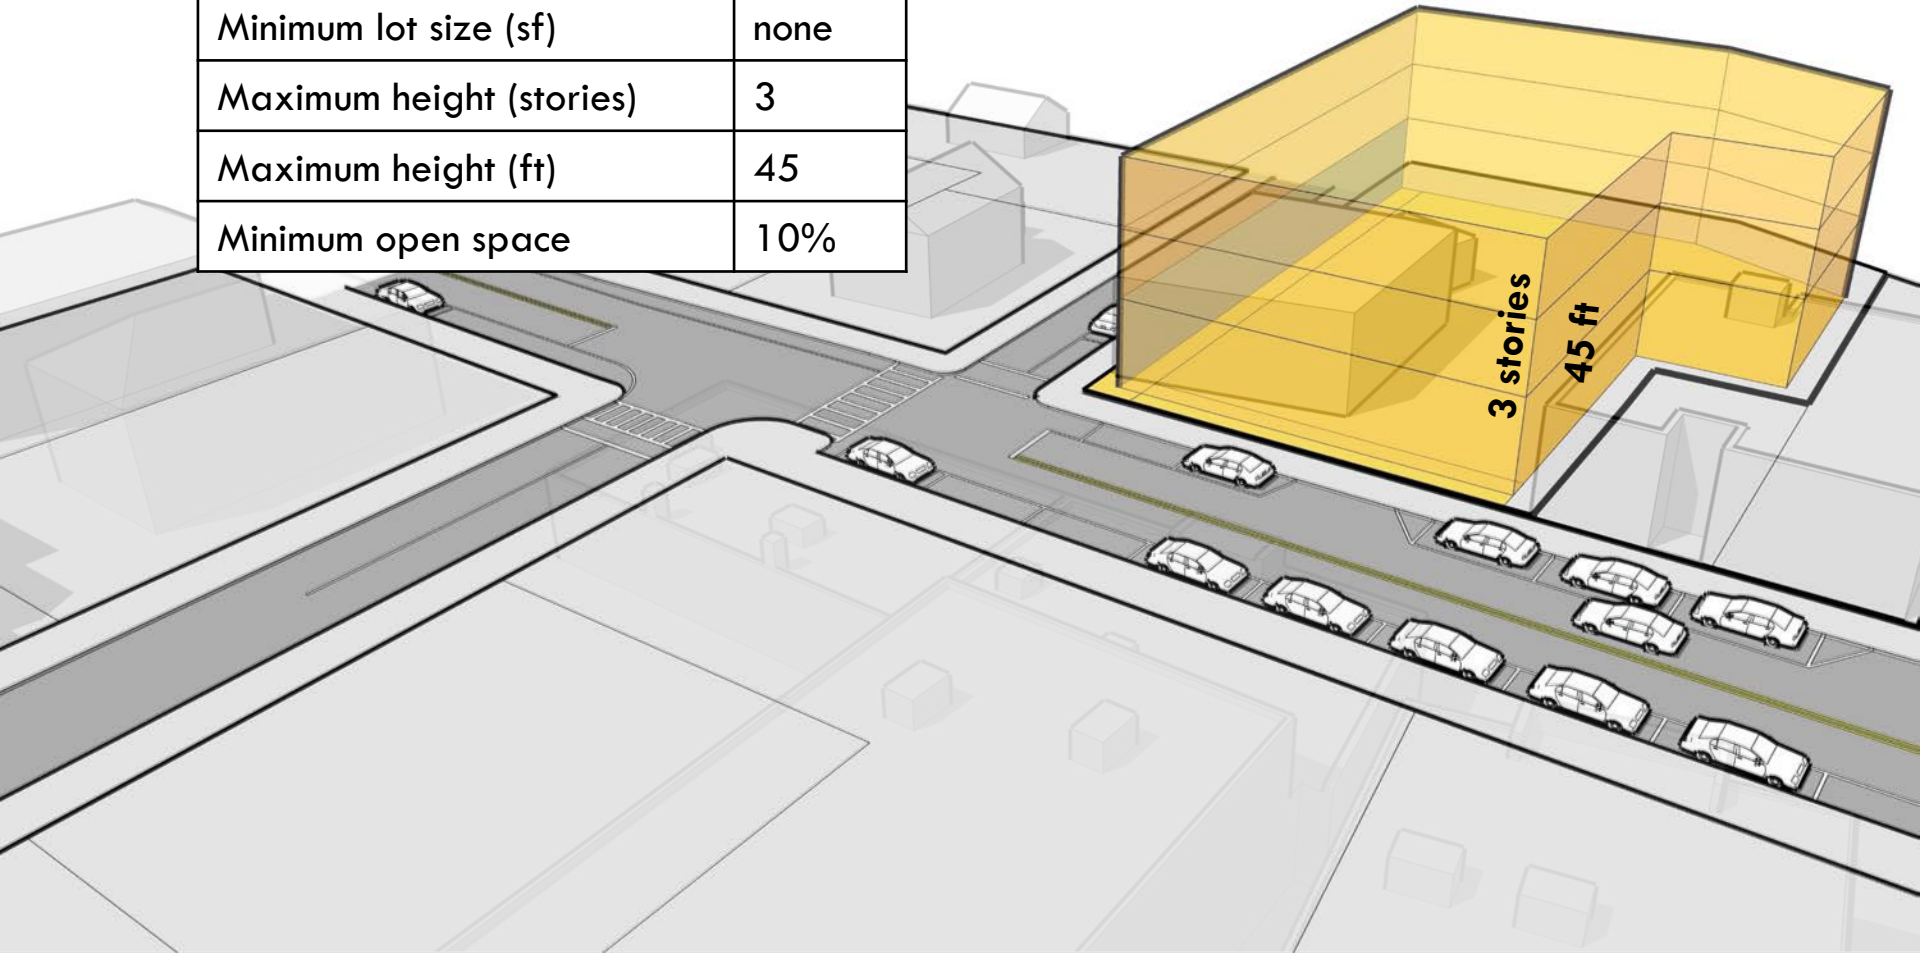 Minimum lot size (sf) none
Maximum height (stories) 3
Maximum height (ft) 45
Minimum open space 10%
3 stories
45 ft